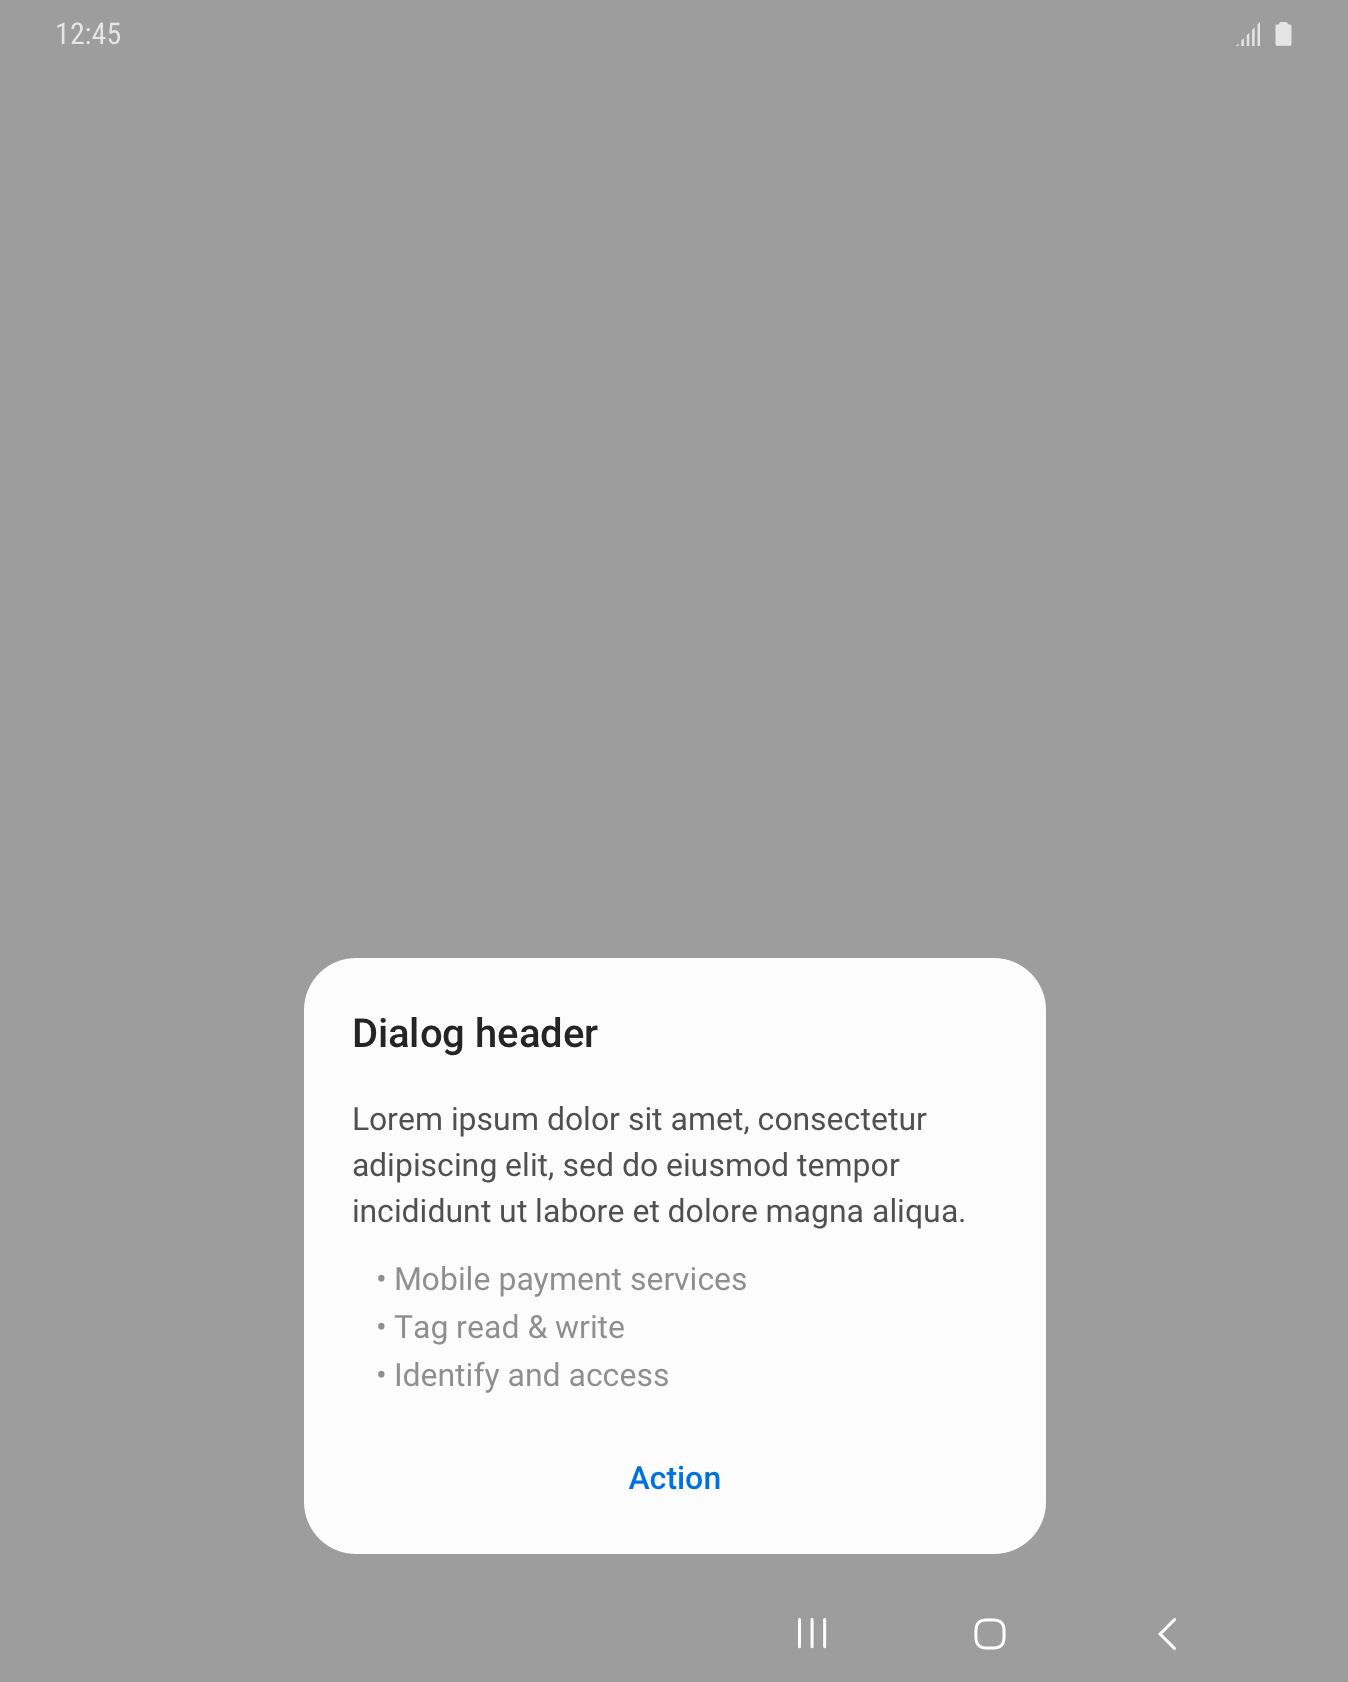 12:45
Dialog header
Lorem ipsum dolor sit amet, consectetur
adipiscing elit, sed do eiusmod tempor
incididunt ut labore et dolore magna aliqua.
• Mobile payment services
• Tag read & write
• Identify and access
Action